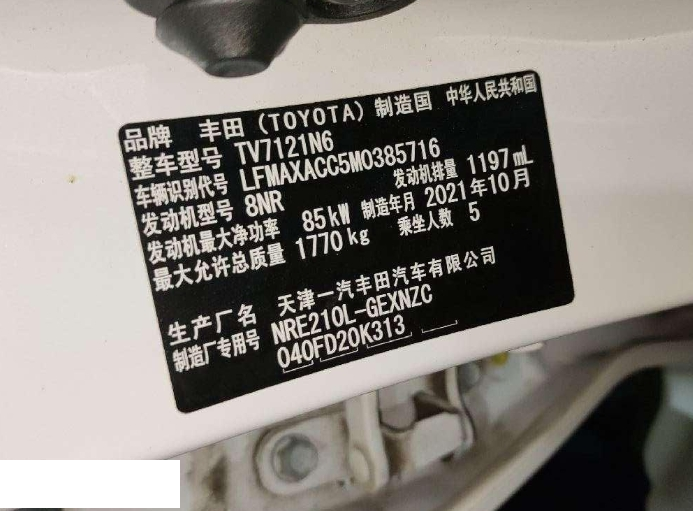 品牌 丰田（TOYOTA）制造国 中华人民共和国
整车型号 TV7121N6
车辆识别代号 LFMAXACC5M0385716
发动机型号 8NR 发动机排量 1197mL
发动机最大净功率 85kW 制造年月 2021年10月
最大允许总质量 1770kg 乘坐人数 5
生产厂名 天津一汽丰田汽车有限公司
制造厂专用号 NRE210L-GEXNZC
040FD20K313